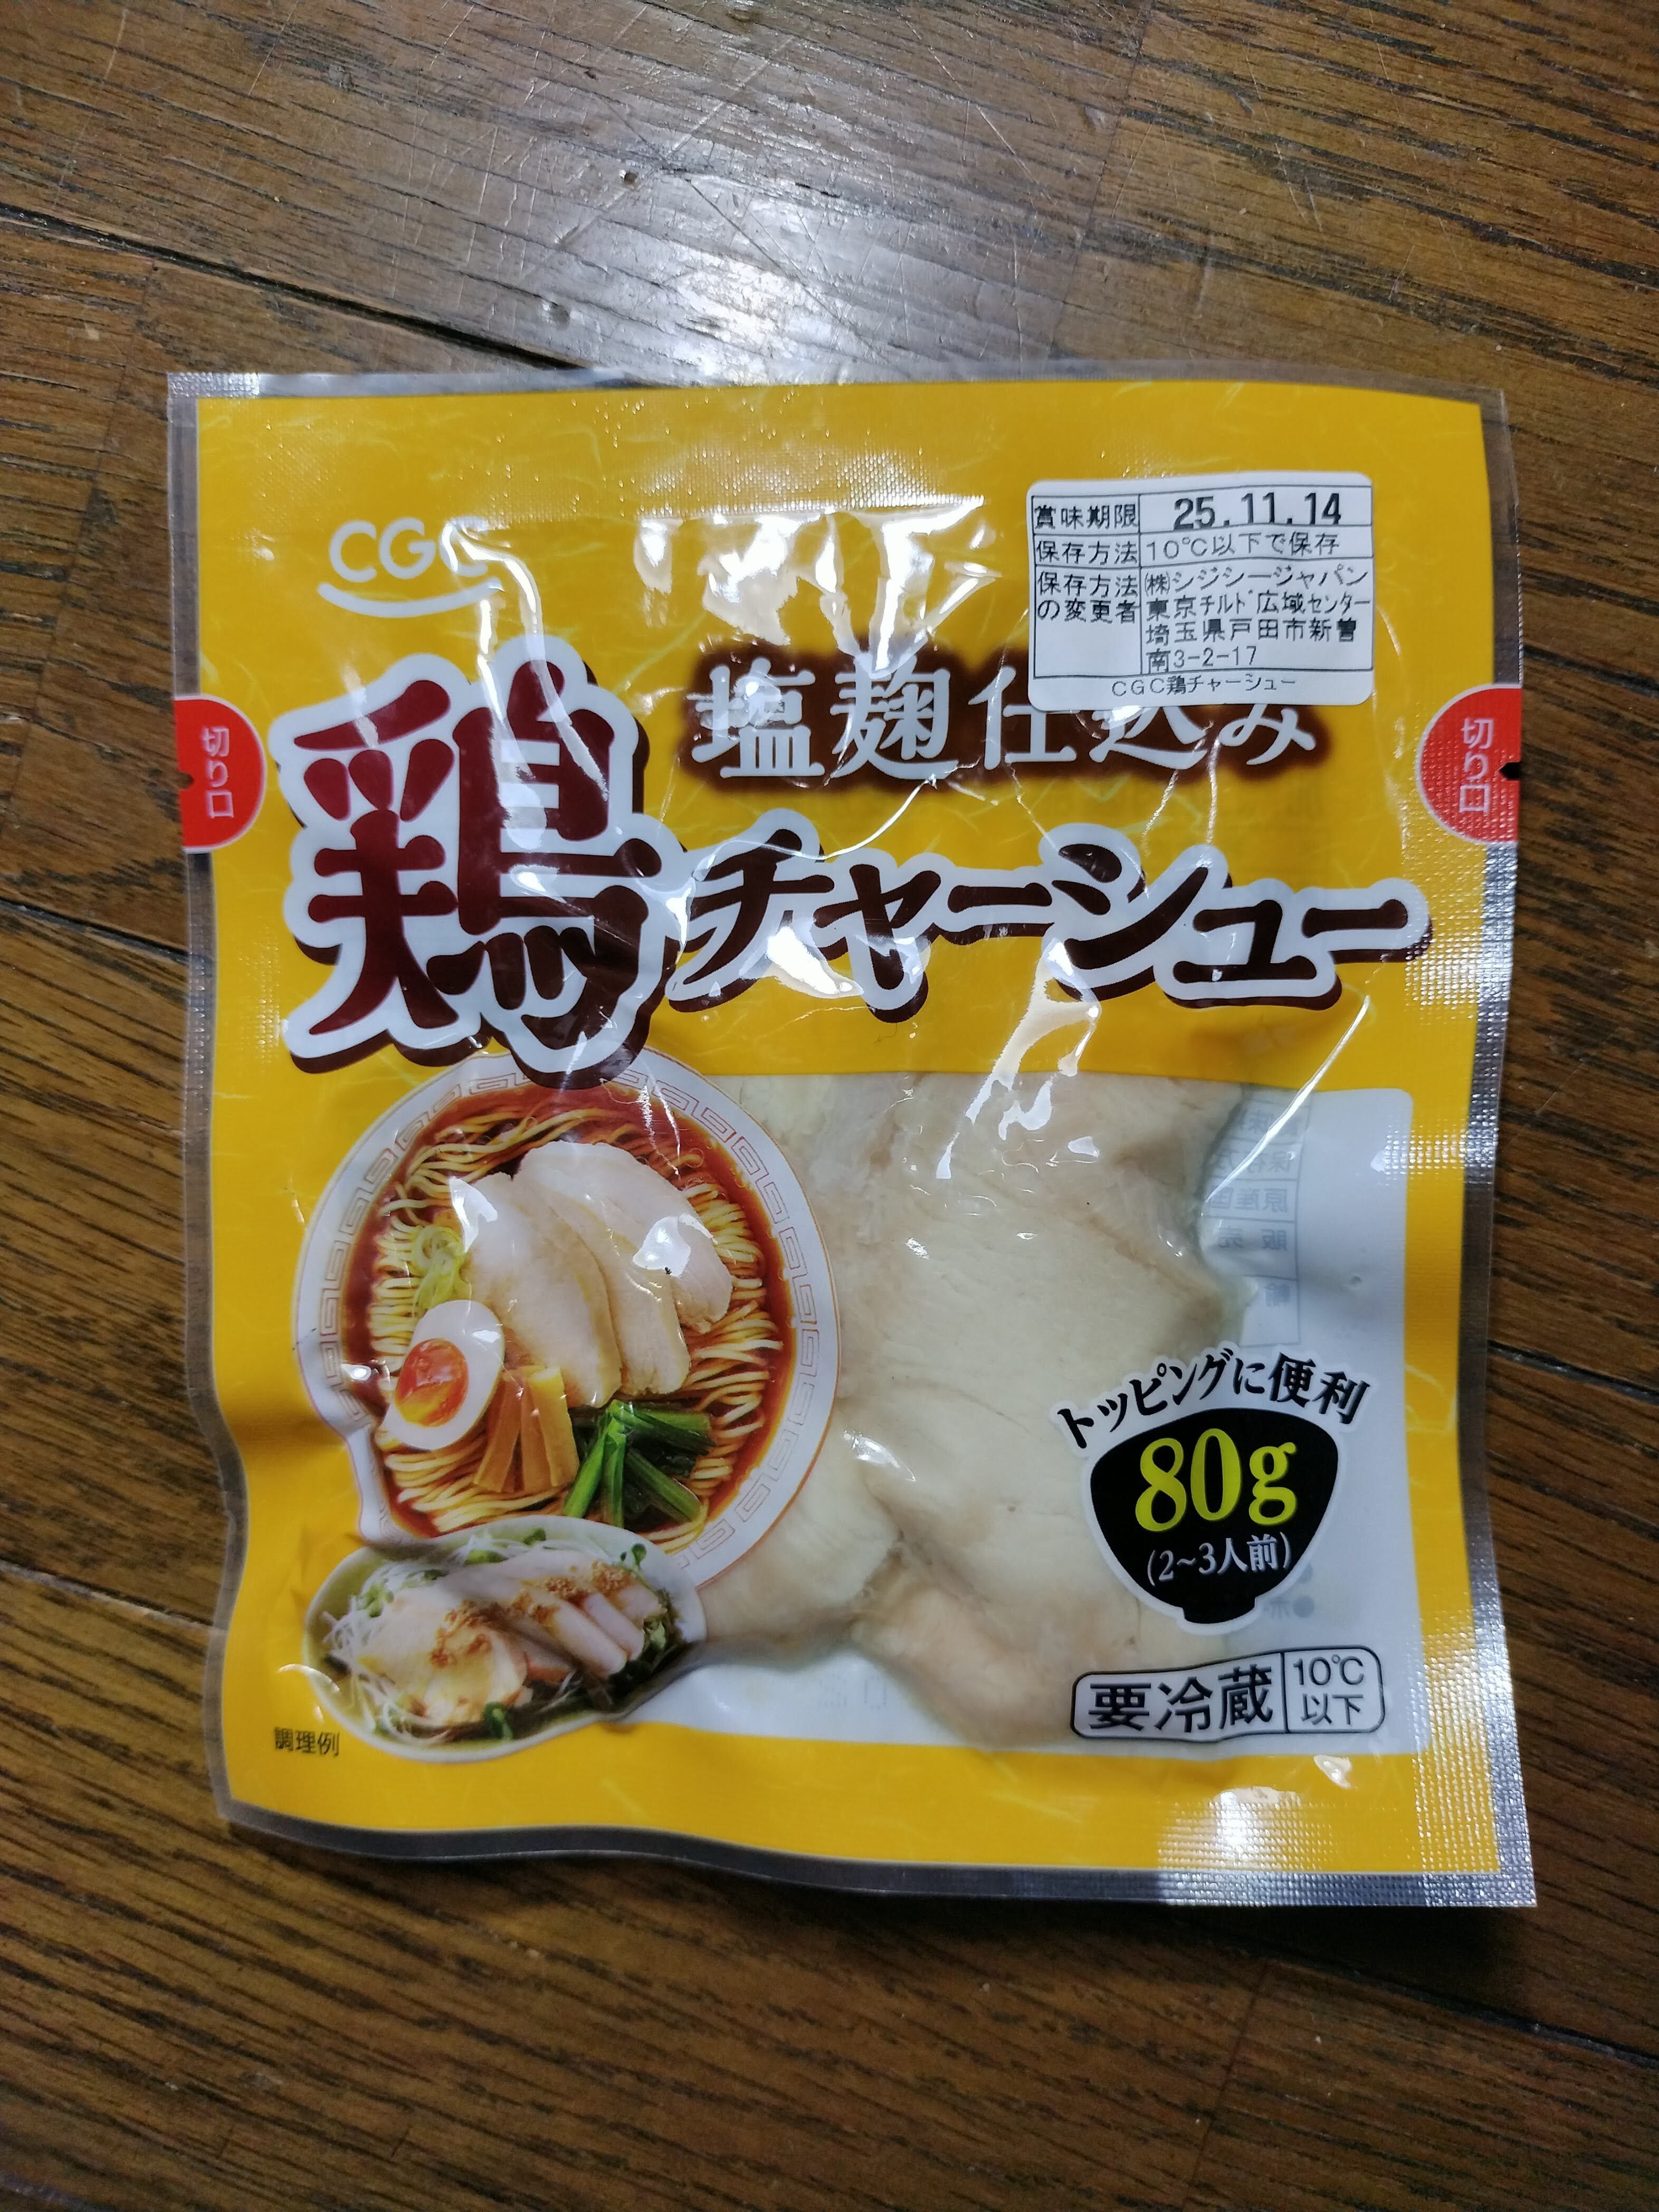 CGC
賞味期限 25.11.14
保存方法 10℃以下で保存
保存方法の変更者 ㈱シジシージャパン
東京チルド広域センター
埼玉県戸田市新曽
南3-2-17
CGC鶏チャーシュー
塩麹仕込み
切り口
切り口
鶏チャーシュー
トッピングに便利
80g
(2~3人前)
要冷蔵 10℃以下
調理例